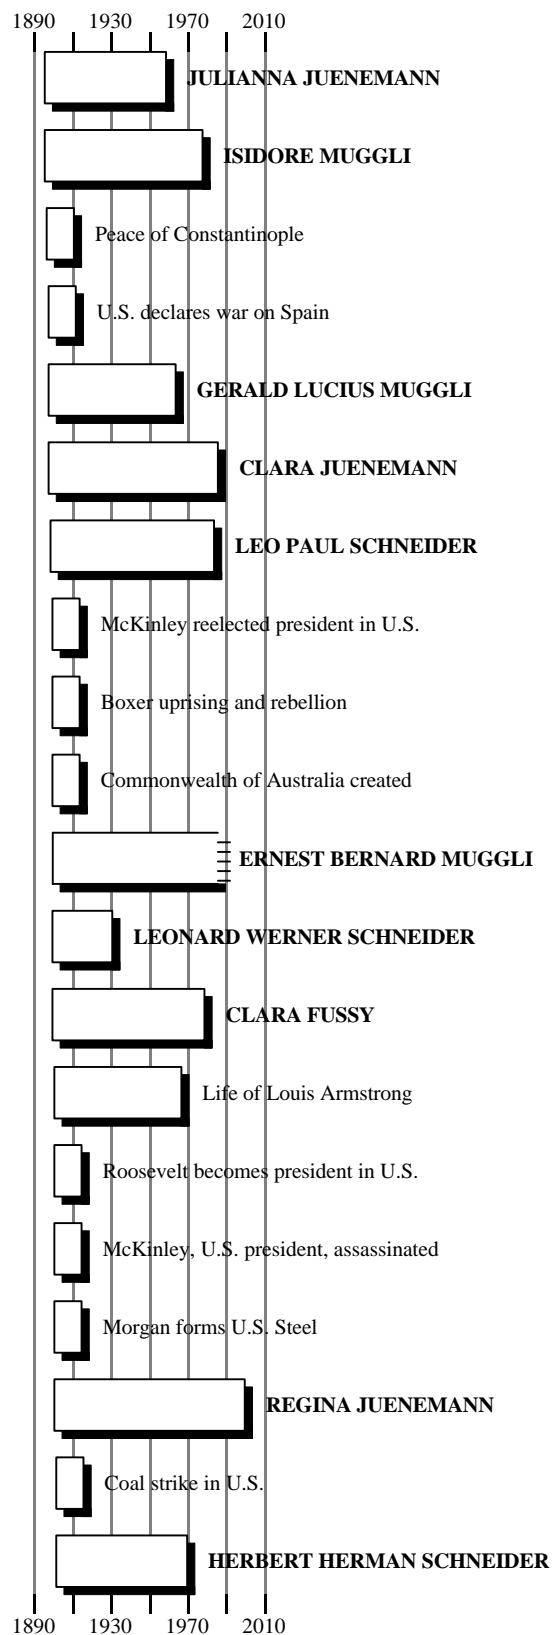 1890 1930 1970 2010
JULIANNA JUENEMANN
ISIDORE MUGGLI
Peace of Constantinople
U.S. declares war on Spain
GERALD LUCIUS MUGGLI
CLARA JUENEMANN
LEO PAUL SCHNEIDER
McKinley reelected president in U.S.
Boxer uprising and rebellion
Commonwealth of Australia created
ERNEST BERNARD MUGGLI
LEONARD WERNER SCHNEIDER
CLARA FUSSY
Life of Louis Armstrong
Roosevelt becomes president in U.S.
McKinley, U.S. president, assassinated
Morgan forms U.S. Steel
REGINA JUENEMANN
Coal strike in U.S.
HERBERT HERMAN SCHNEIDER
1890 1930 1970 2010